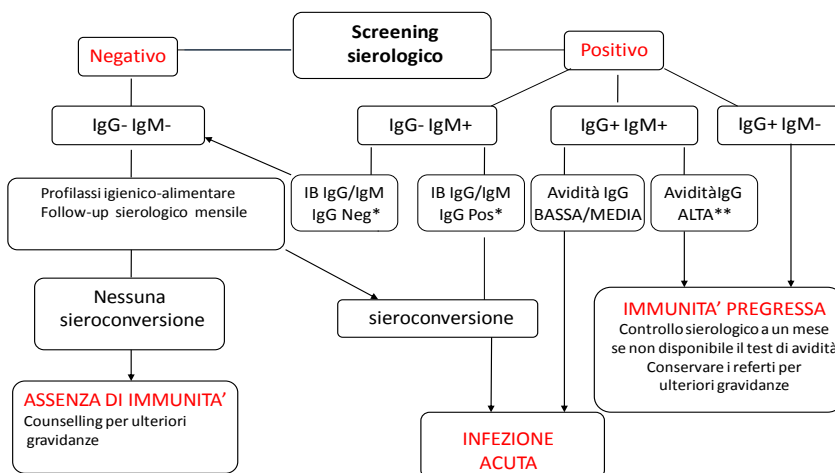 Screening
sierologico
Negativo
Positivo
IgG- IgM-
IgG- IgM+
IgG+ IgM+
IgG+ IgM-
Profilassi igienico-alimentare
Follow-up sierologico mensile
IB IgG/IgM
IgG Neg*
IB IgG/IgM
IgG Pos*
Avidità IgG
BASSA/MEDIA
AviditàIgG
ALTA**
Nessuna
sieroconversione
sieroconversione
IMMUNITA’ PREGRESSA
Controllo sierologico a un mese
se non disponibile il test di avidità
Conservare i referti per
ulteriori gravidanze
ASSENZA DI IMMUNITA’
Counselling per ulteriori
gravidanze
INFEZIONE
ACUTA